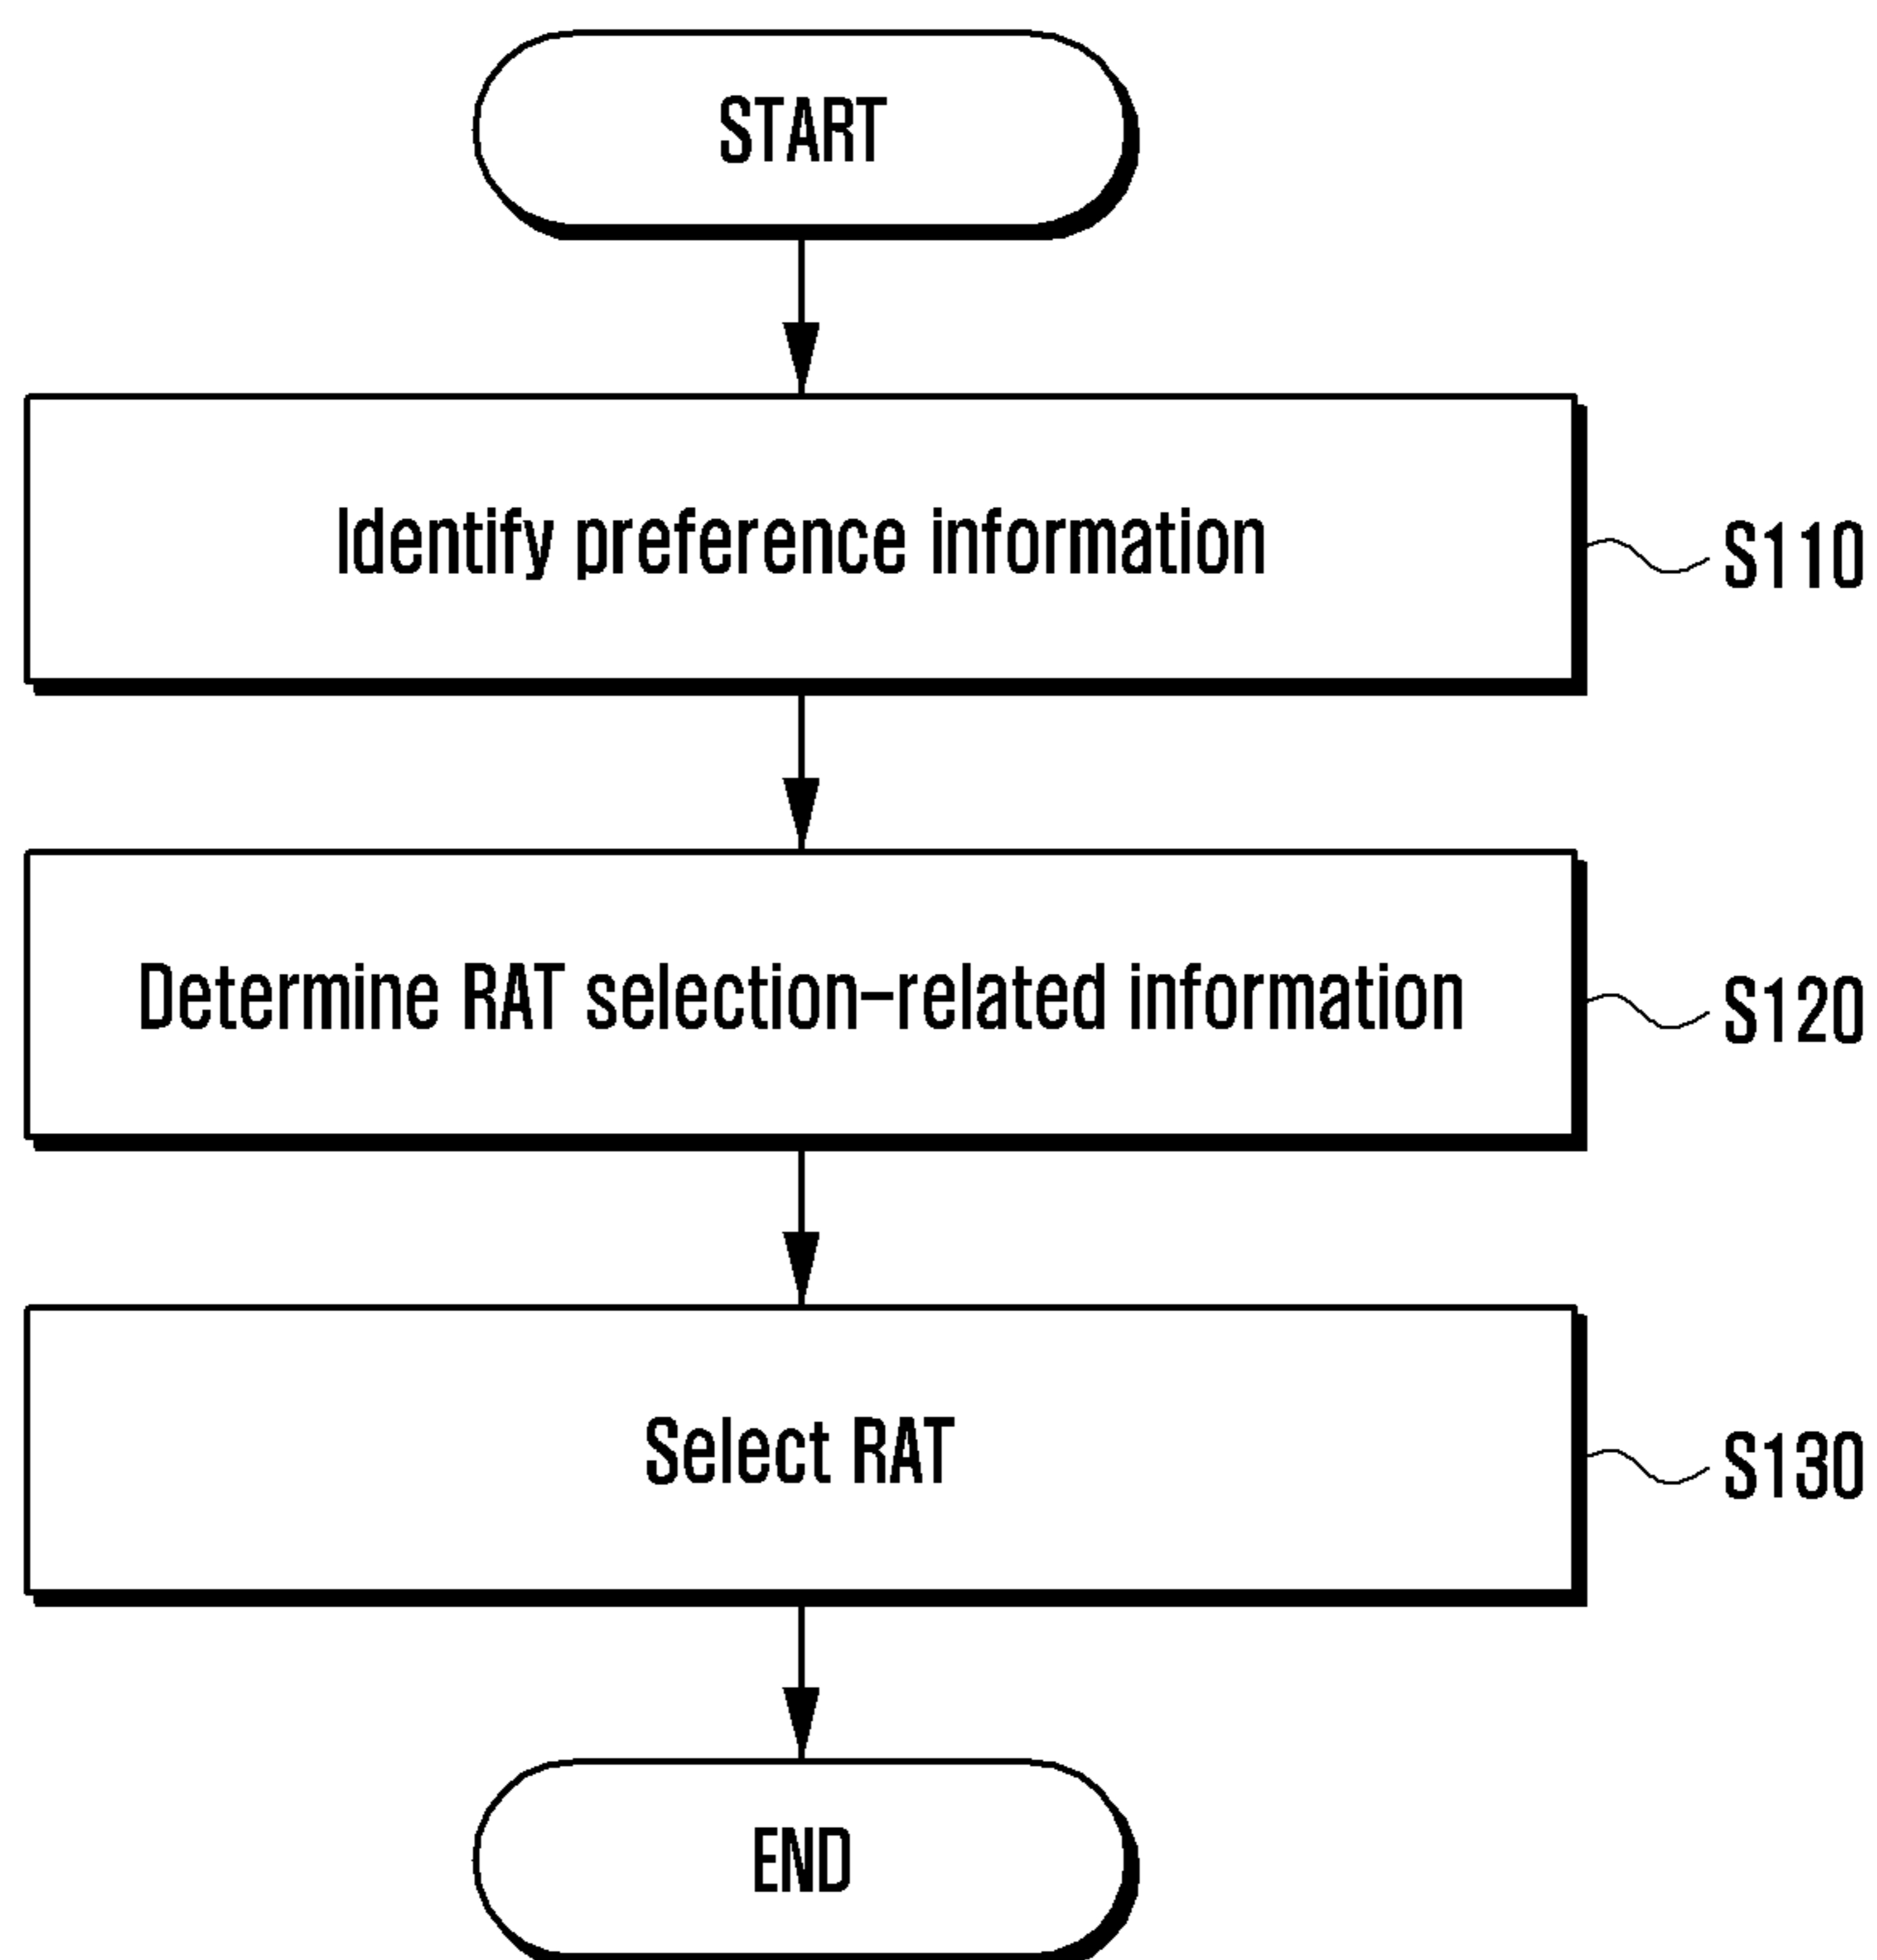 START
Identify preference information
S110
Determine RAT selection-related information
S120
Select RAT
S130
END